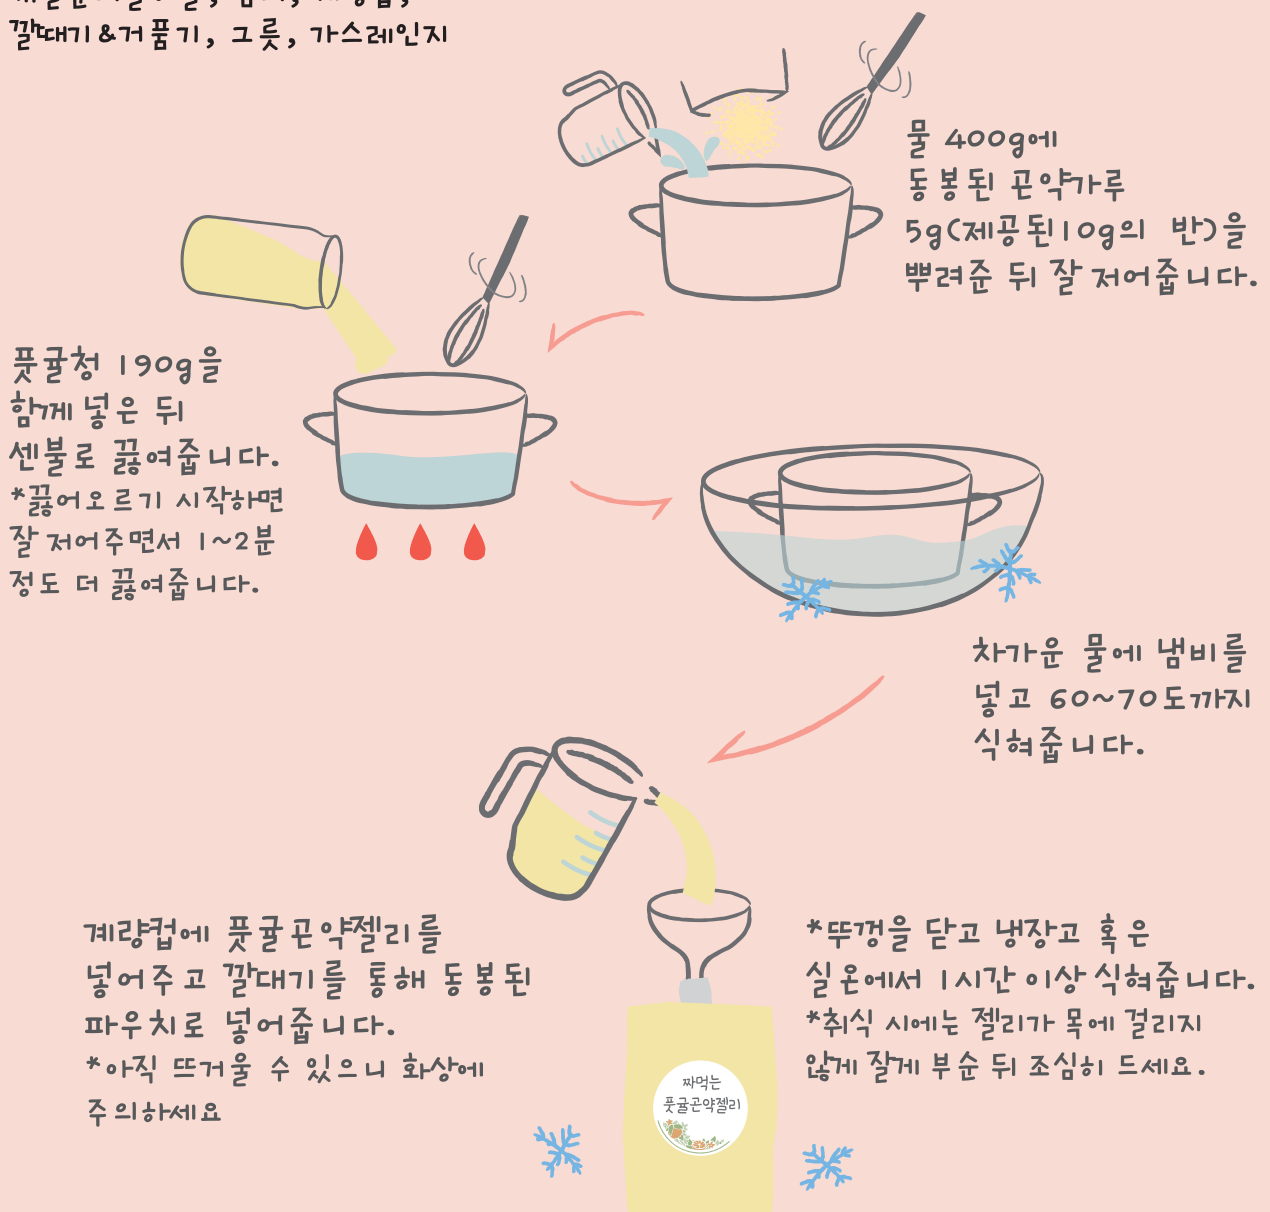 깔때기&거품기, 그릇, 가스레인지
물 400g에
동봉된 곤약가루
5g(제공된10g의 반)을
뿌려준 뒤 잘 저어줍니다.
풋귤청 190g을
함께 넣은 뒤
센불로 끓여줍니다.
*끓어오르기 시작하면
잘 저어주면서 1~2분
정도 더 끓여줍니다.
차가운 물에 냄비를
넣고 60~70도까지
식혀줍니다.
계량컵에 풋귤곤약젤리를
넣어주고 깔대기를 통해 동봉된
파우치로 넣어줍니다.
*아직 뜨거울 수 있으니 화상에
주의하세요
*뚜껑을 닫고 냉장고 혹은
실온에서 1시간 이상 식혀줍니다.
*취식 시에는 젤리가 목에 걸리지
않게 잘게 부순 뒤 조심히 드세요.
짜먹는
풋귤곤약젤리